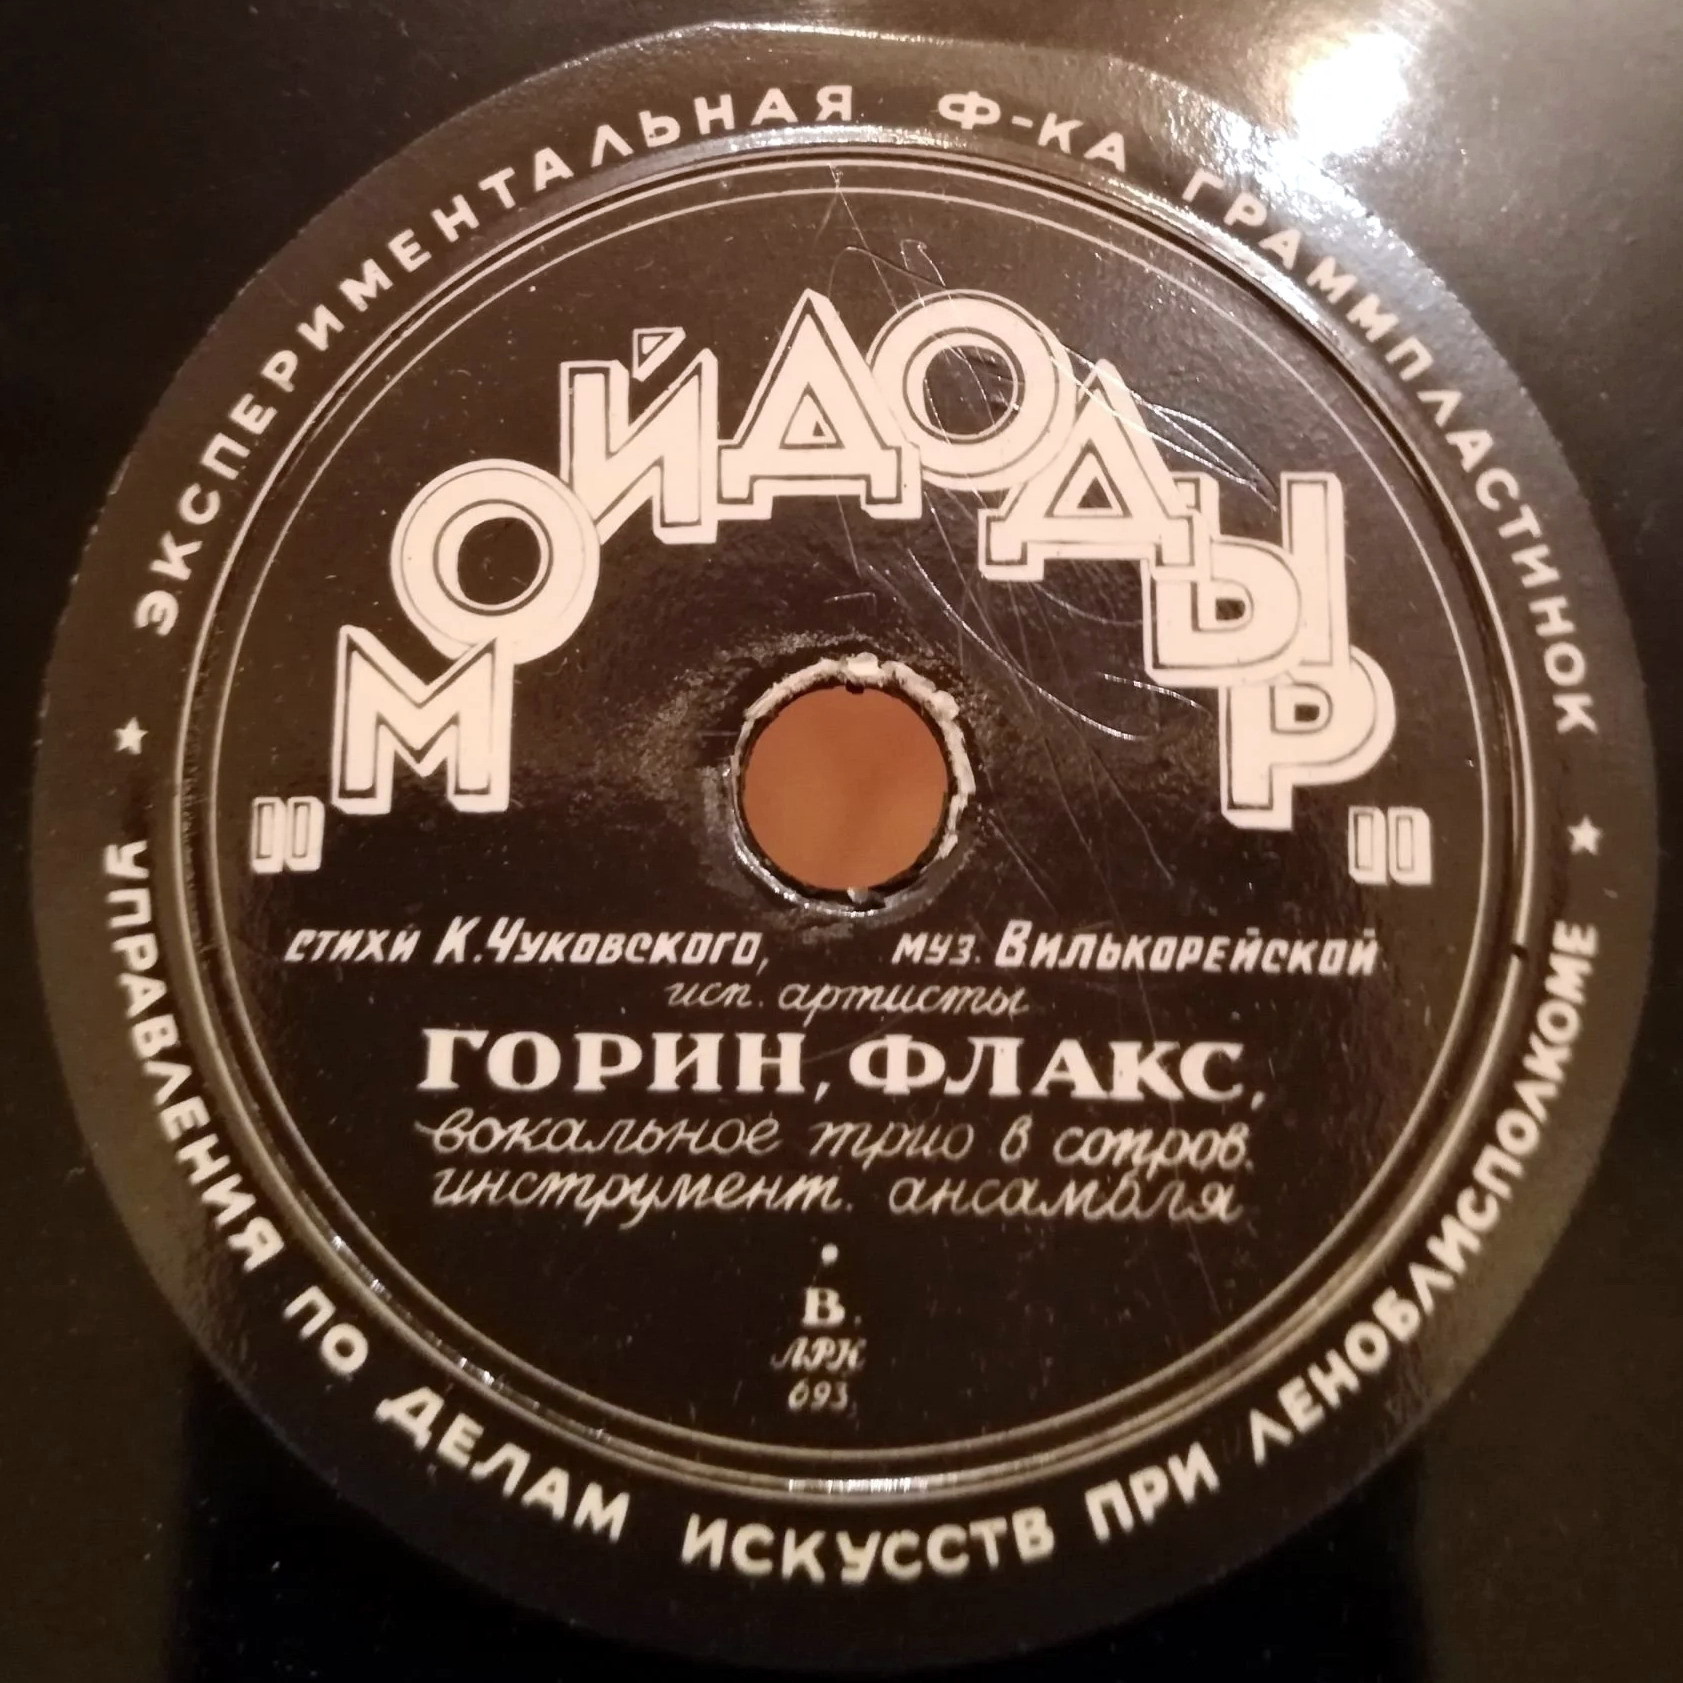 ЭКСПЕРИМЕНТАЛЬНАЯ Ф-КА ГРАММПЛАСТИНОК
"МОЙДОДЫР"
СТИХИ К. ЧУКОВСКОГО, МУЗ. ВИЛЬКОРЕЙСКОЙ
исп. артисты
ГОРИН, ФЛАКС,
вокальное трио в сопров.
инструмент. ансамбля
В.
ЛРК
693
★ УПРАВЛЕНИЯ ПО ДЕЛАМ ИСКУССТВ ПРИ ЛЕНОБЛИСПОЛКОМЕ ★